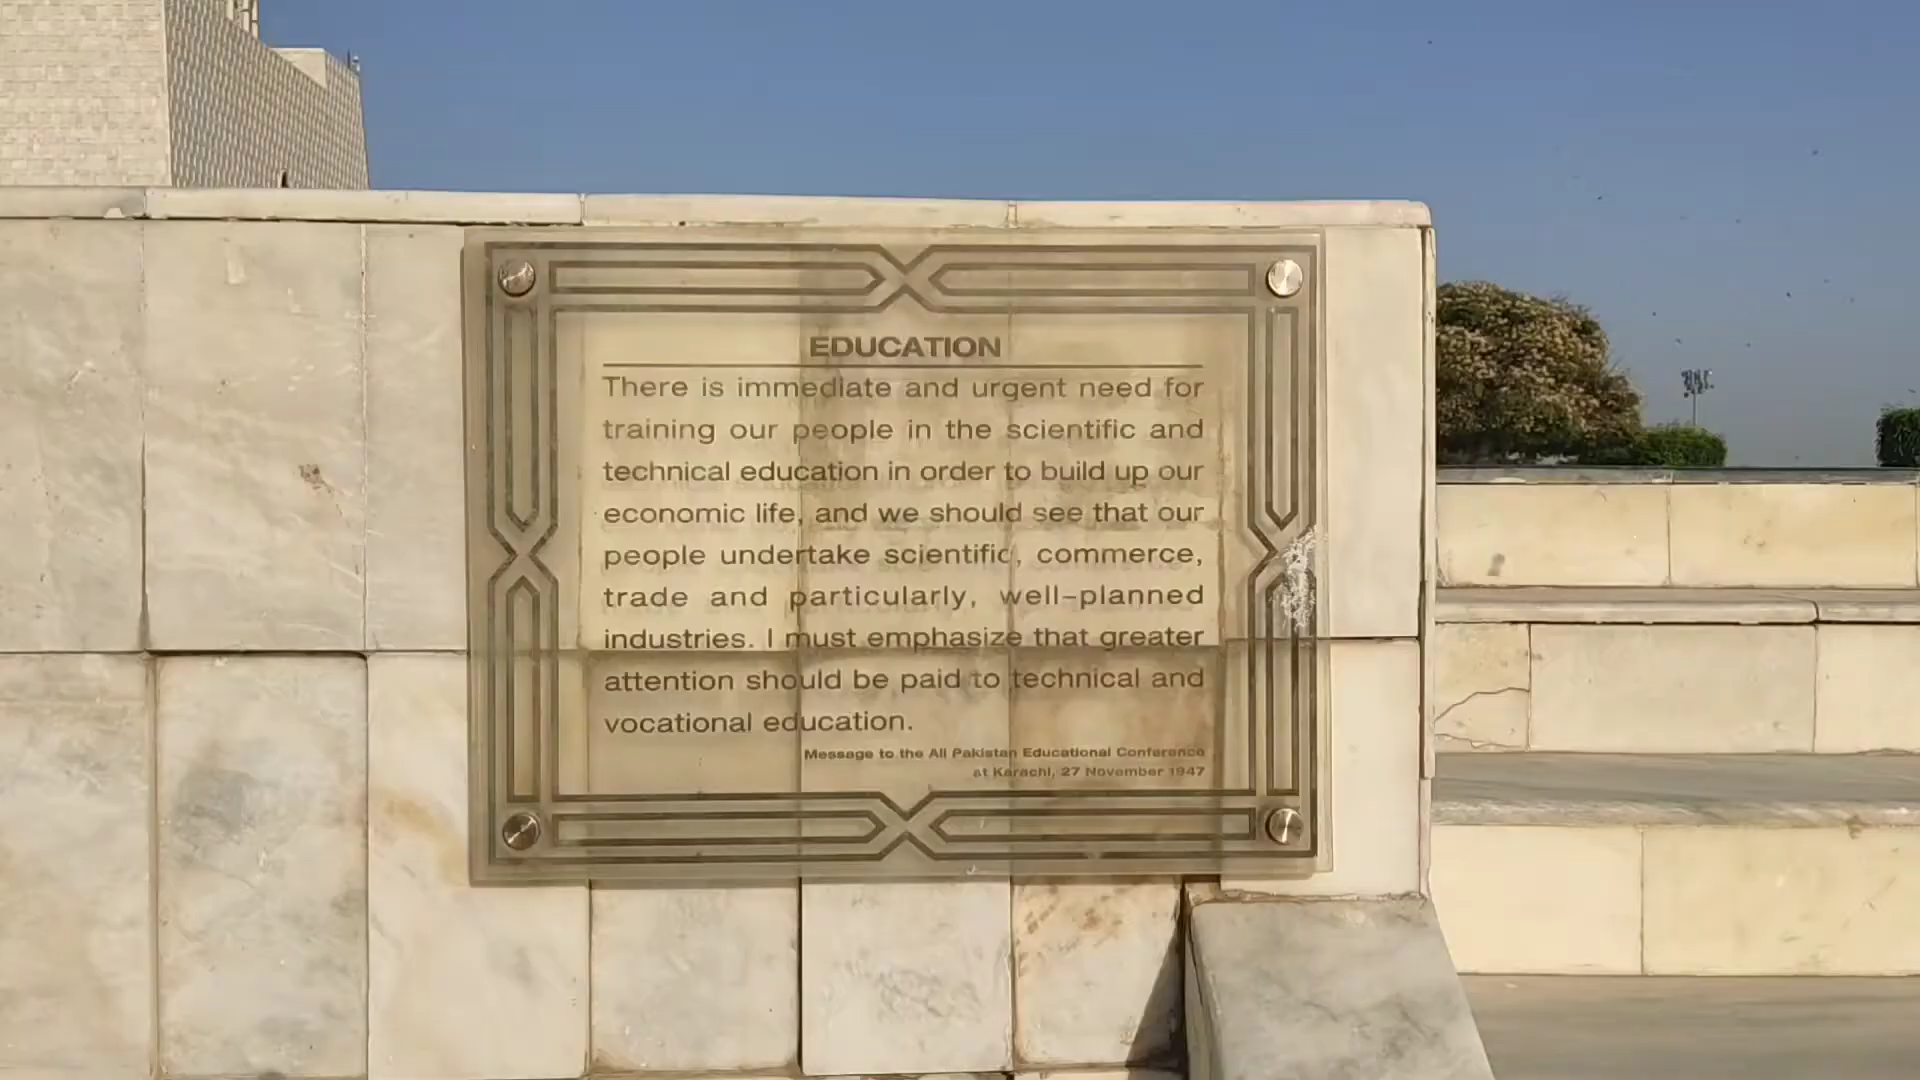 EDUCATION
There is immediate and urgent need for
training our people in the scientific and
technical education in order to build up our
economic life, and we should see that our
people undertake scientific, commerce,
trade and particularly, well-planned
industries. I must emphasize that greater
attention should be paid to technical and
vocational education.
Message to the All Pakistan Educational Conference
at Karachi, 27 November 1947